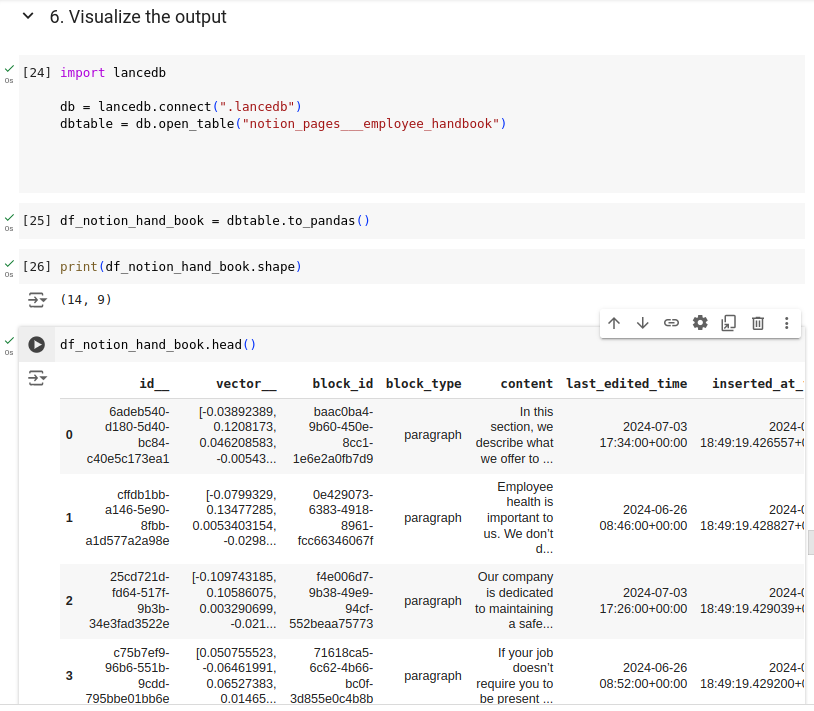 6. Visualize the output
[24] import lancedb
0s
db = lancedb.connect(".lancedb")
dbtable = db.open_table("notion_pages___employee_handbook")
[25] df_notion_hand_book = dbtable.to_pandas()
0s
[26] print(df_notion_hand_book.shape)
0s
(14, 9)
df_notion_hand_book.head()
0s
id__ vector__ block_id block_type content last_edited_time inserted_at_
6adeb540- [-0.03892389, baac0ba4- In this
d180-5d40- 0.1208173, 9b60-450e- section, we 2024-07-03 2024-0
0 paragraph
bc84- 0.046208583, 8cc1- describe what 17:34:00+00:00 18:49:19.426557+0
c40e5c173ea1 -0.00543... 1e6e2a0fb7d9 we offer to ...
Employee
cffdb1bb- [-0.0799329, 0e429073- health is
a146-5e90- 0.13477285, 6383-4918- important to 2024-06-26 2024-0
1 paragraph
8fbb- 0.0053403154, 8961- us. We don't 08:46:00+00:00 18:49:19.428827+0
a1d577a2a98e -0.0298... fcc66346067f d...
25cd721d- [-0.109743185, f4e006d7- Our company
fd64-517f- 0.10586075, 9b38-49e9- is dedicated 2024-07-03 2024-0
2 paragraph
9b3b- 0.003290699, 94cf- to maintaining 17:26:00+00:00 18:49:19.429039+0
34e3fad3522e -0.021... 552beaa75773 a safe...
c75b7ef9- [0.050755523, 71618ca5- If your job
96b6-551b- -0.06461991, 6c62-4b66- doesn't 2024-06-26 2024-0
3 paragraph
9cdd- 0.06527383, bc0f- require you to 08:52:00+00:00 18:49:19.429200+0
795bbe01bb6e 0.01465... 3d855e0c4b8b be present ...